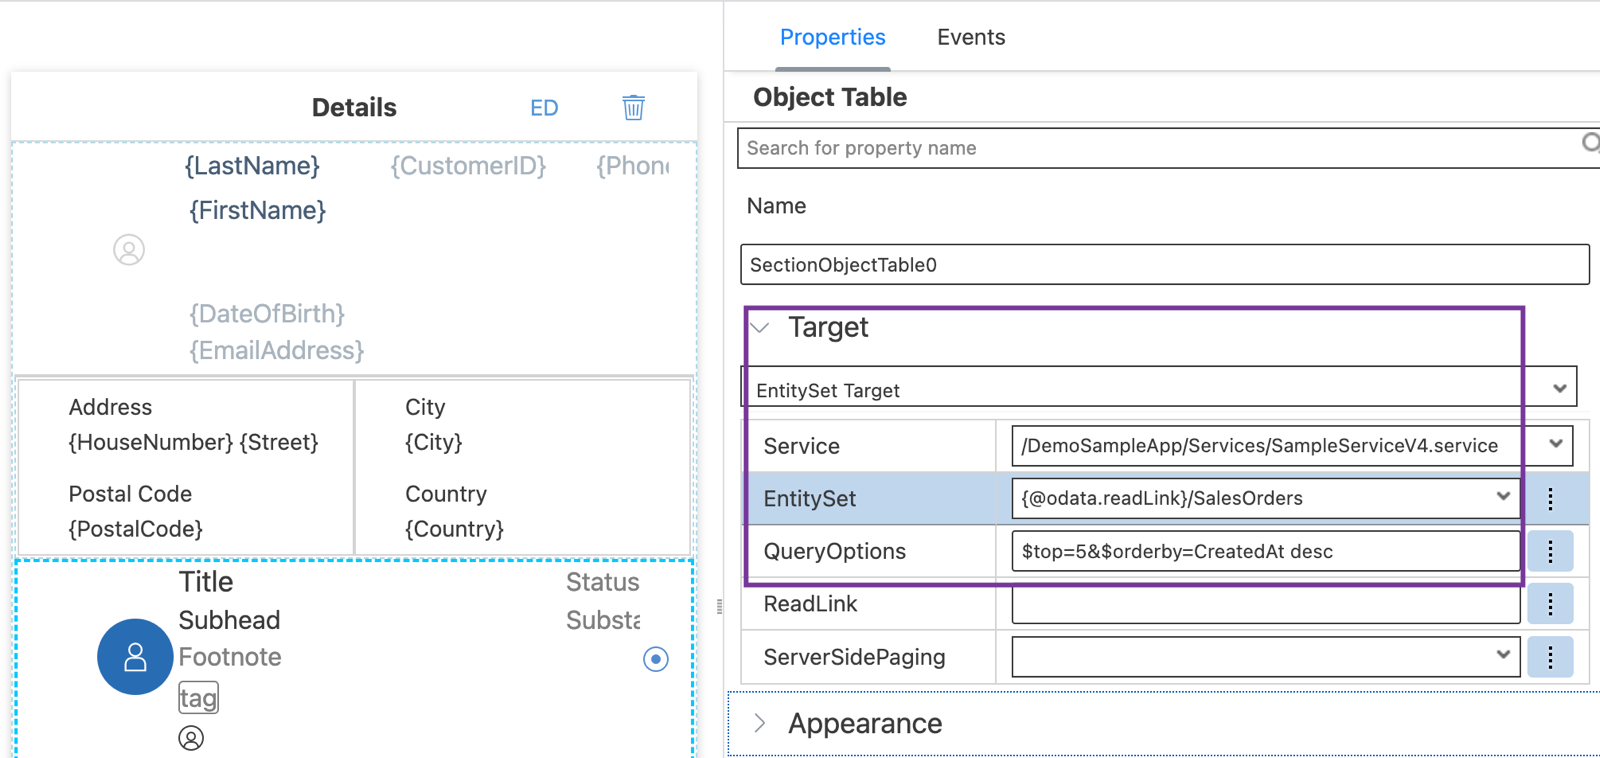 Details ED
{LastName} {CustomerID} {Phon
{FirstName}
{DateOfBirth}
{EmailAddress}
Address
{HouseNumber} {Street}
City
{City}
Postal Code
{PostalCode}
Country
{Country}
Title Status
Subhead Substa
Footnote
tag
Properties Events
Object Table
Search for property name
Name
SectionObjectTable0
Target
EntitySet Target
Service /DemoSampleApp/Services/SampleServiceV4.service
EntitySet {@odata.readLink}/SalesOrders
QueryOptions $top=5&$orderby=CreatedAt desc
ReadLink
ServerSidePaging
Appearance